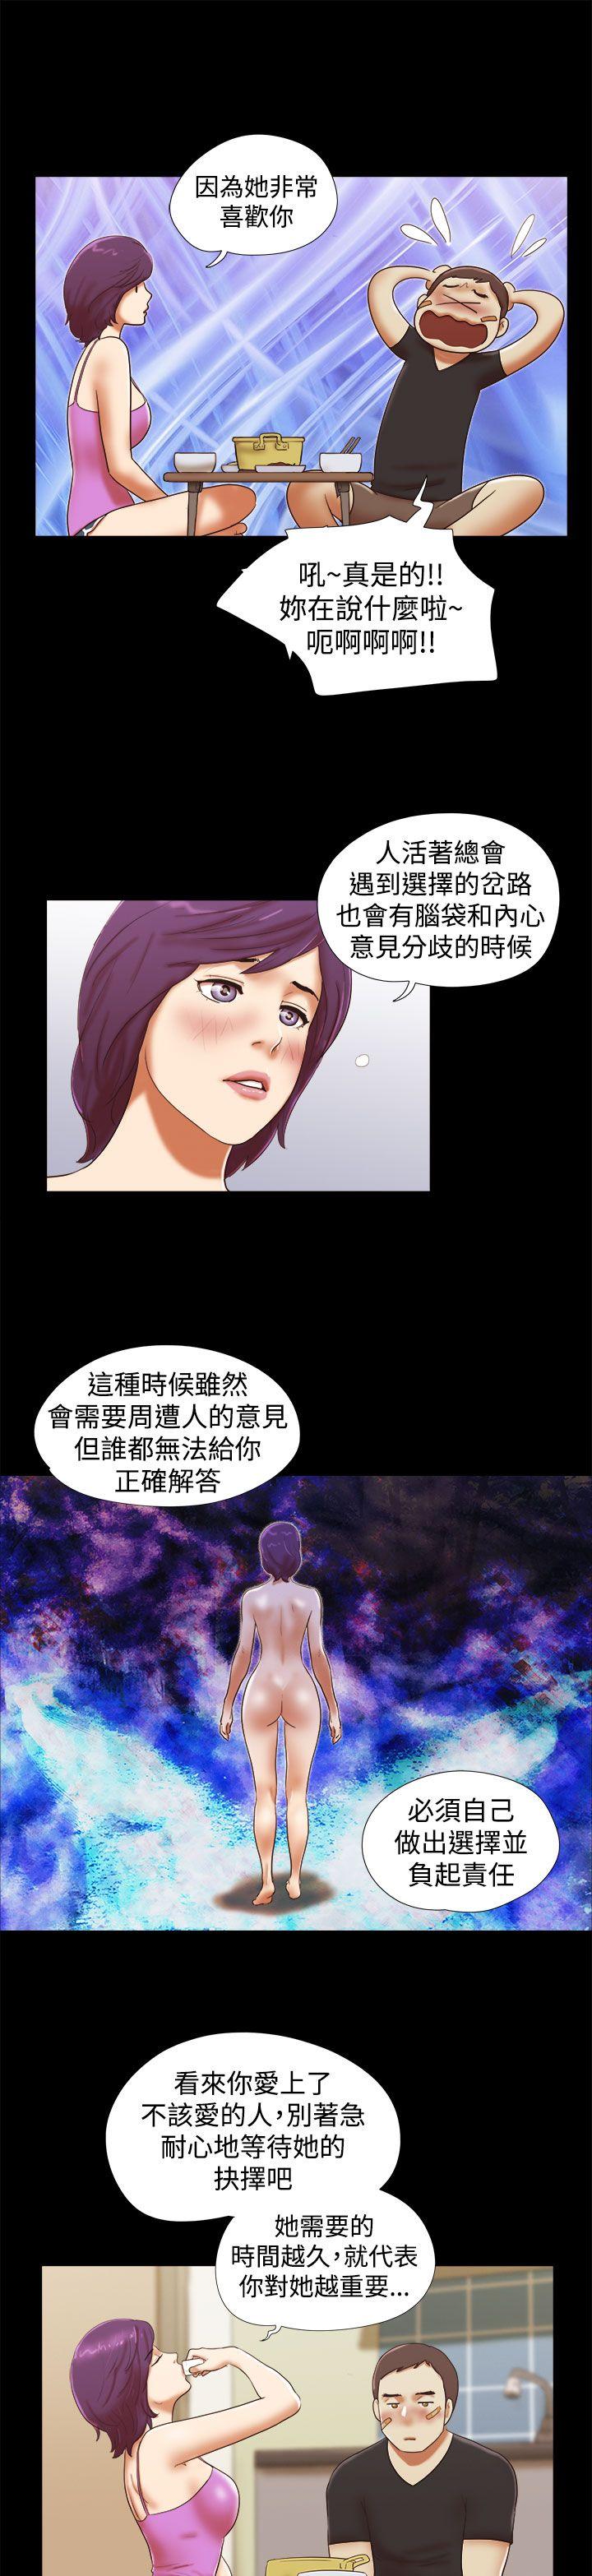 因為她非常
喜歡你
吼~真是的!!
妳在說什麼啦~
呃啊啊啊!!
人活著總會
遇到選擇的岔路
也會有腦袋和內心
意見分歧的時候
這種時候雖然
會需要周遭人的意見
但誰都無法給你
正確解答
必須自己
做出選擇並
負起責任
看來你愛上了
不該愛的人，別著急
耐心地等待她的
抉擇吧
她需要的
時間越久，就代表
你對她越重要...